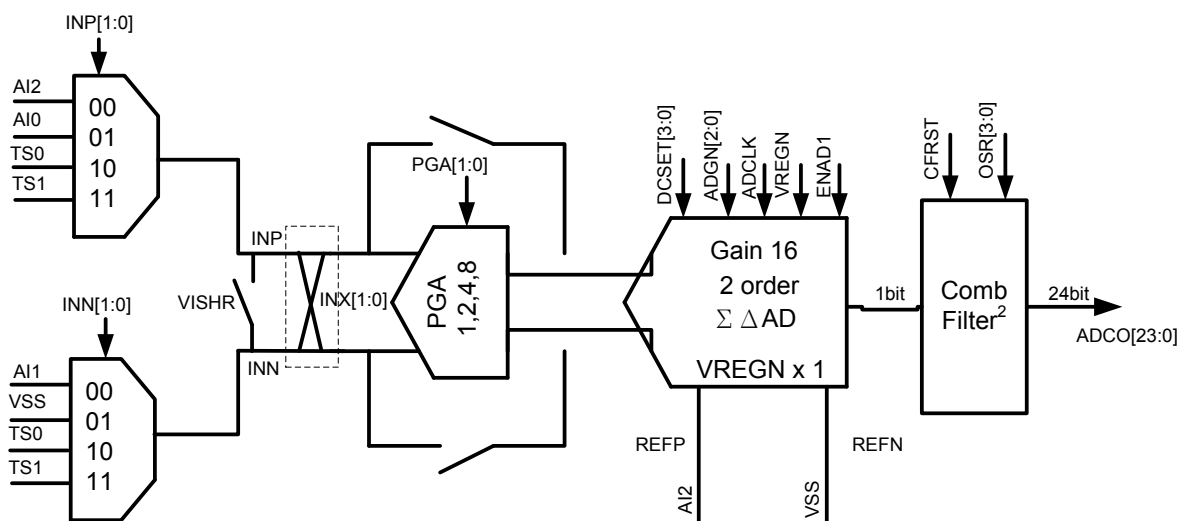 INP[1:0]
AI2
AI0
TS0
TS1
00
01
10
11
INN[1:0]
AI1
VSS
TS0
TS1
00
01
10
11
INP
VISHR
INN
INX[1:0]
PGA[1:0]
PGA
1,2,4,8
DCSET[3:0]
ADGN[2:0]
ADCLK
VREGN
ENAD1
Gain 16
2 order
Σ Δ AD
VREGN x 1
REFP
AI2
VSS
REFN
1bit
CFRST
OSR[3:0]
Comb
Filter²
24bit
ADCO[23:0]